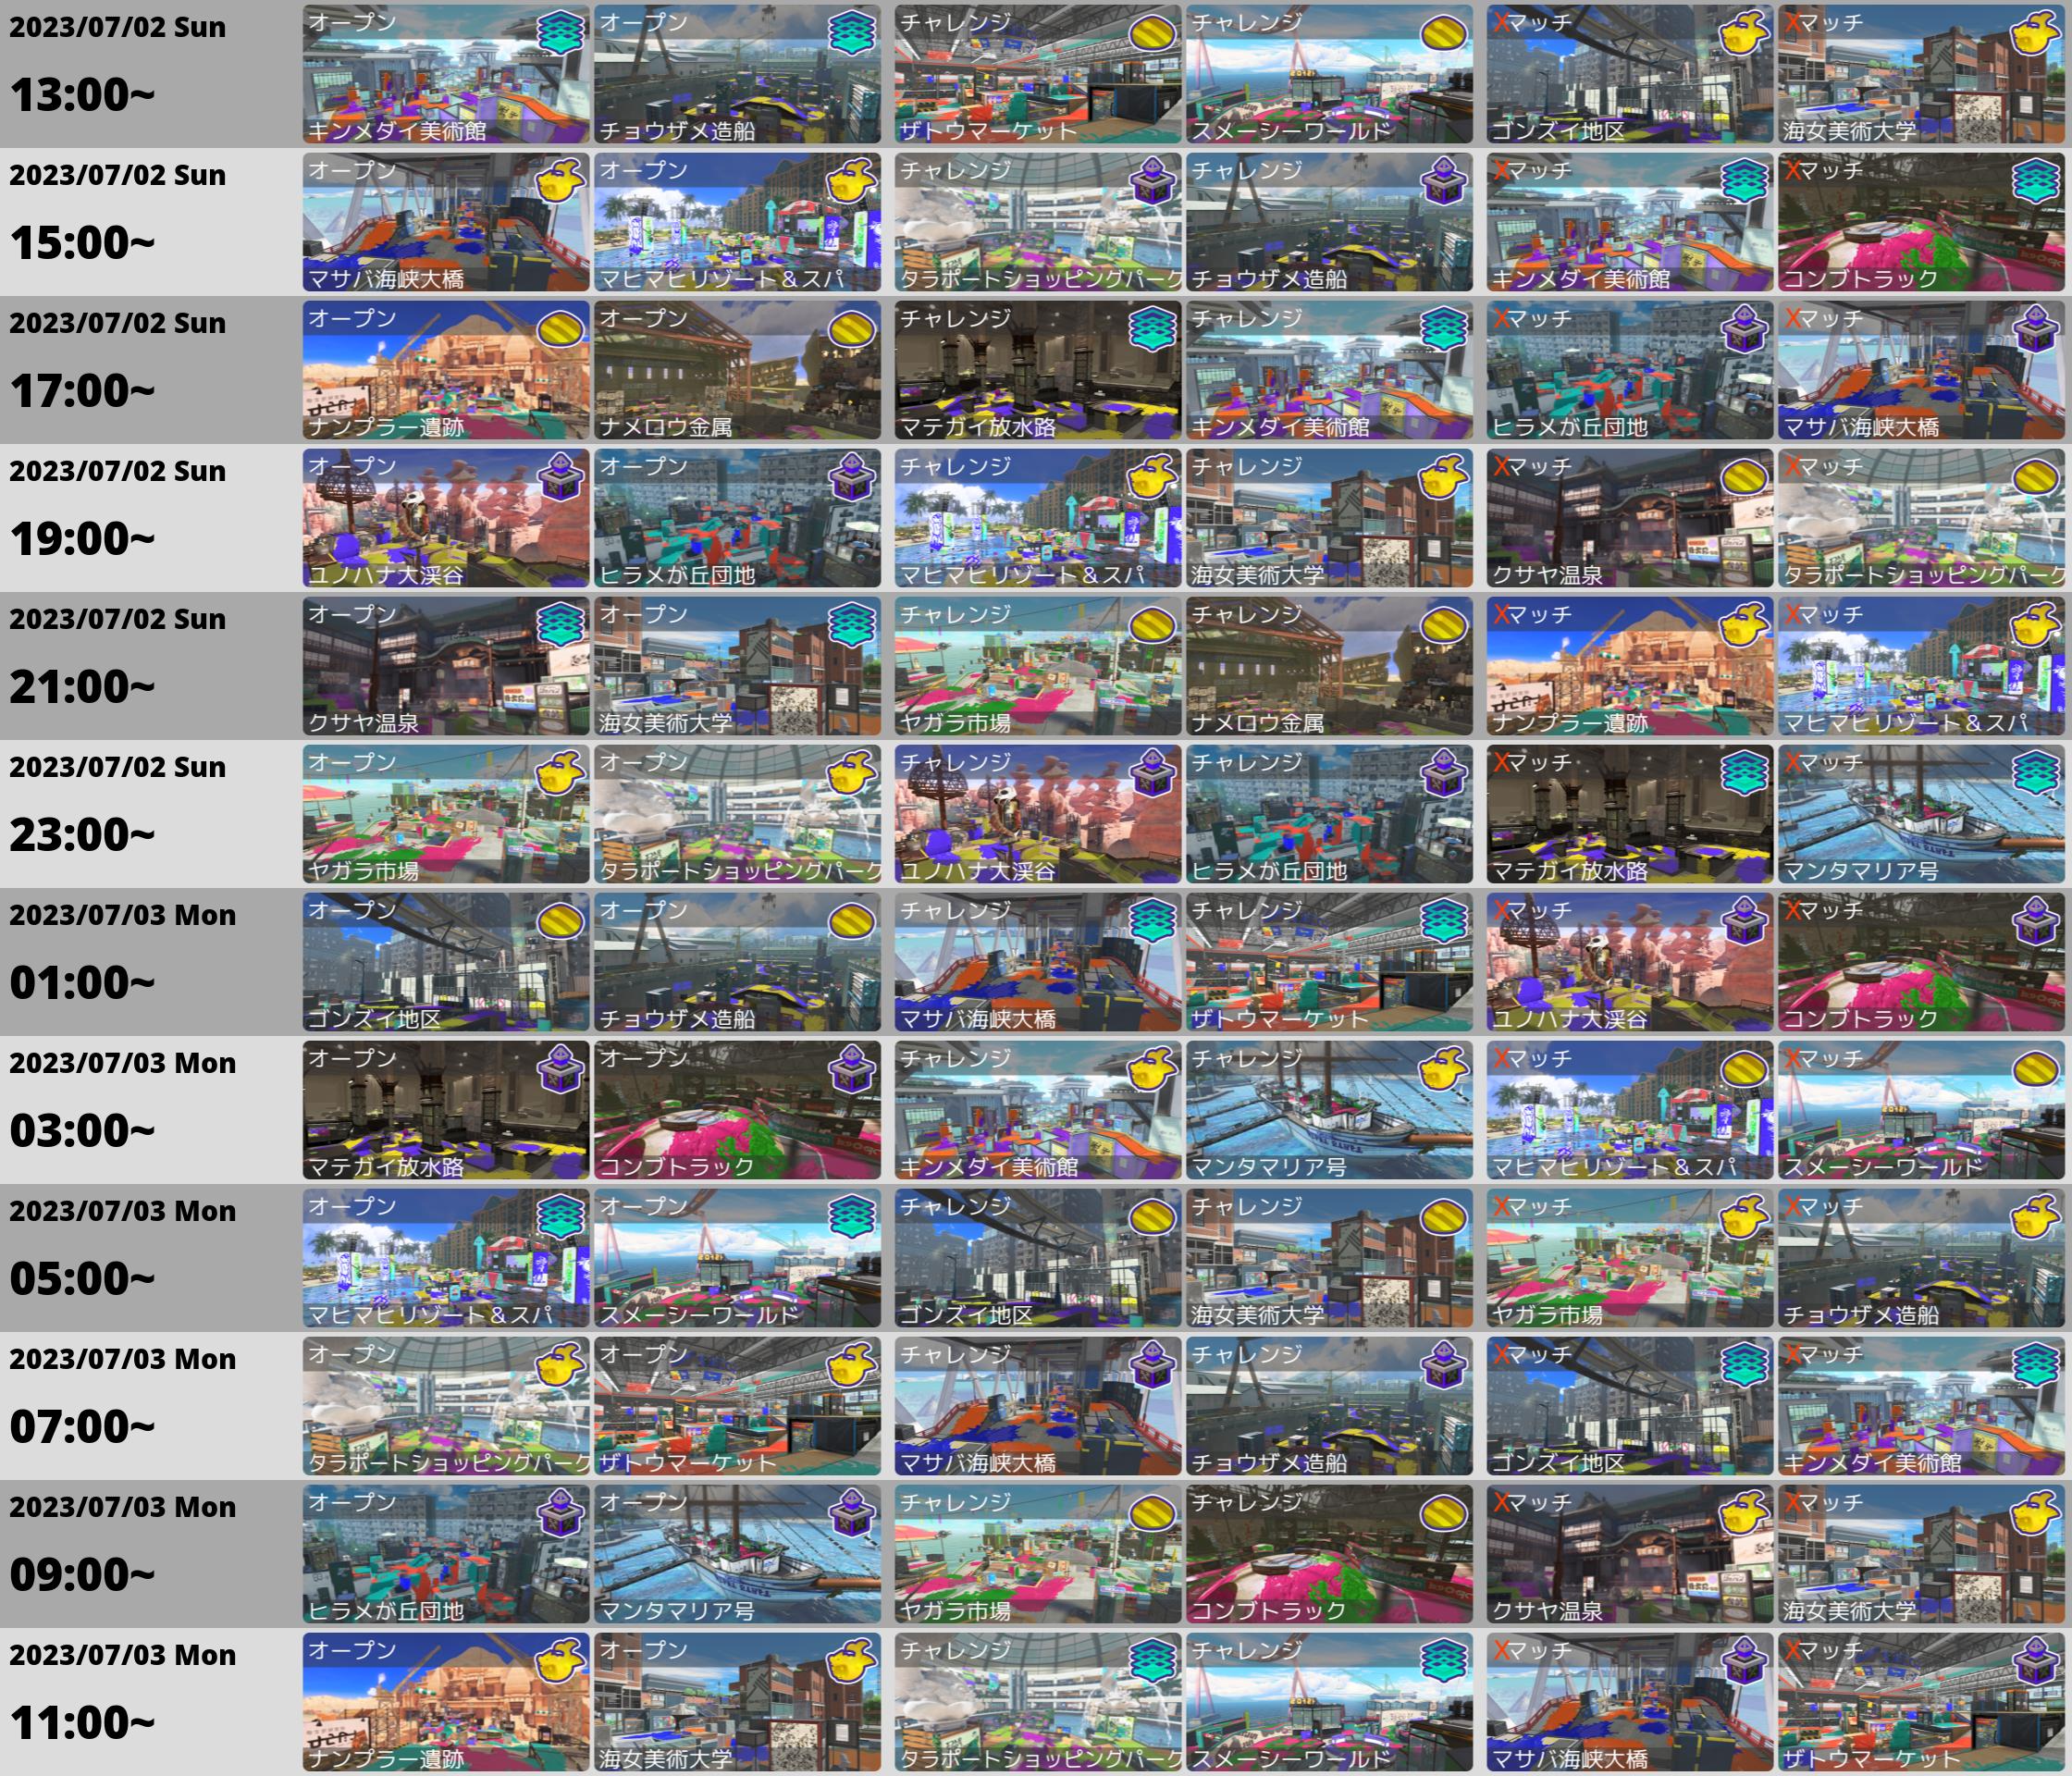 2023/07/02 Sun
13:00~
オープン オープン チャレンジ チャレンジ Xマッチ Xマッチ
キンメダイ美術館 チョウザメ造船 ザトウマーケット スメーシーワールド ゴンズイ地区 海女美術大学
2023/07/02 Sun
15:00~
オープン オープン チャレンジ チャレンジ Xマッチ Xマッチ
マサバ海峡大橋 マヒマヒリゾート&スパ タラポートショッピングパーク チョウザメ造船 キンメダイ美術館 コンブトラック
2023/07/02 Sun
17:00~
オープン オープン チャレンジ チャレンジ Xマッチ Xマッチ
ナンプラー遺跡 ナメロウ金属 マテガイ放水路 キンメダイ美術館 ヒラメが丘団地 マサバ海峡大橋
2023/07/02 Sun
19:00~
オープン オープン チャレンジ チャレンジ Xマッチ Xマッチ
ユノハナ大渓谷 ヒラメが丘団地 マヒマヒリゾート&スパ 海女美術大学 クサヤ温泉 タラポートショッピングパーク
2023/07/02 Sun
21:00~
オープン オープン チャレンジ チャレンジ Xマッチ Xマッチ
クサヤ温泉 海女美術大学 ヤガラ市場 ナメロウ金属 ナンプラー遺跡 マヒマヒリゾート&スパ
2023/07/02 Sun
23:00~
オープン オープン チャレンジ チャレンジ Xマッチ Xマッチ
ヤガラ市場 タラポートショッピングパーク ユノハナ大渓谷 ヒラメが丘団地 マテガイ放水路 マンタマリア号
2023/07/03 Mon
01:00~
オープン オープン チャレンジ チャレンジ Xマッチ Xマッチ
ゴンズイ地区 チョウザメ造船 マサバ海峡大橋 ザトウマーケット ユノハナ大渓谷 コンブトラック
2023/07/03 Mon
03:00~
オープン オープン チャレンジ チャレンジ Xマッチ Xマッチ
マテガイ放水路 コンブトラック キンメダイ美術館 マンタマリア号 マヒマヒリゾート&スパ スメーシーワールド
2023/07/03 Mon
05:00~
オープン オープン チャレンジ チャレンジ Xマッチ Xマッチ
マヒマヒリゾート&スパ スメーシーワールド ゴンズイ地区 海女美術大学 ヤガラ市場 チョウザメ造船
2023/07/03 Mon
07:00~
オープン オープン チャレンジ チャレンジ Xマッチ Xマッチ
タラポートショッピングパーク ザトウマーケット マサバ海峡大橋 チョウザメ造船 ゴンズイ地区 キンメダイ美術館
2023/07/03 Mon
09:00~
オープン オープン チャレンジ チャレンジ Xマッチ Xマッチ
ヒラメが丘団地 マンタマリア号 ヤガラ市場 コンブトラック クサヤ温泉 海女美術大学
2023/07/03 Mon
11:00~
オープン オープン チャレンジ チャレンジ Xマッチ Xマッチ
ナンプラー遺跡 海女美術大学 タラポートショッピングパーク スメーシーワールド マサバ海峡大橋 ザトウマーケット